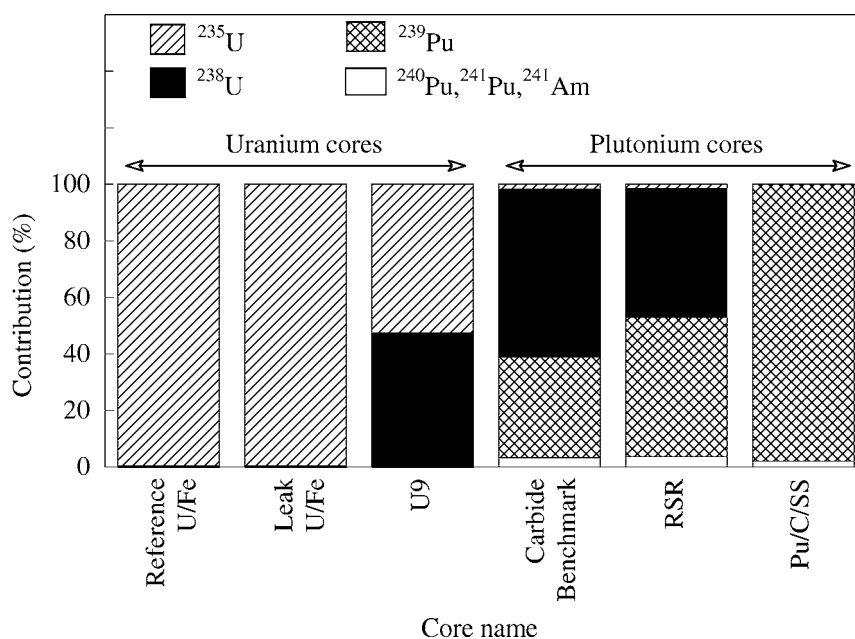 ²³⁵U
²³⁹Pu
²³⁸U
²⁴⁰Pu,²⁴¹Pu,²⁴¹Am
Uranium cores
Plutonium cores
100
80
60
40
20
0
Contribution (%)
Reference
U/Fe
Leak
U/Fe
U9
Carbide
Benchmark
RSR
Pu/C/SS
Core name